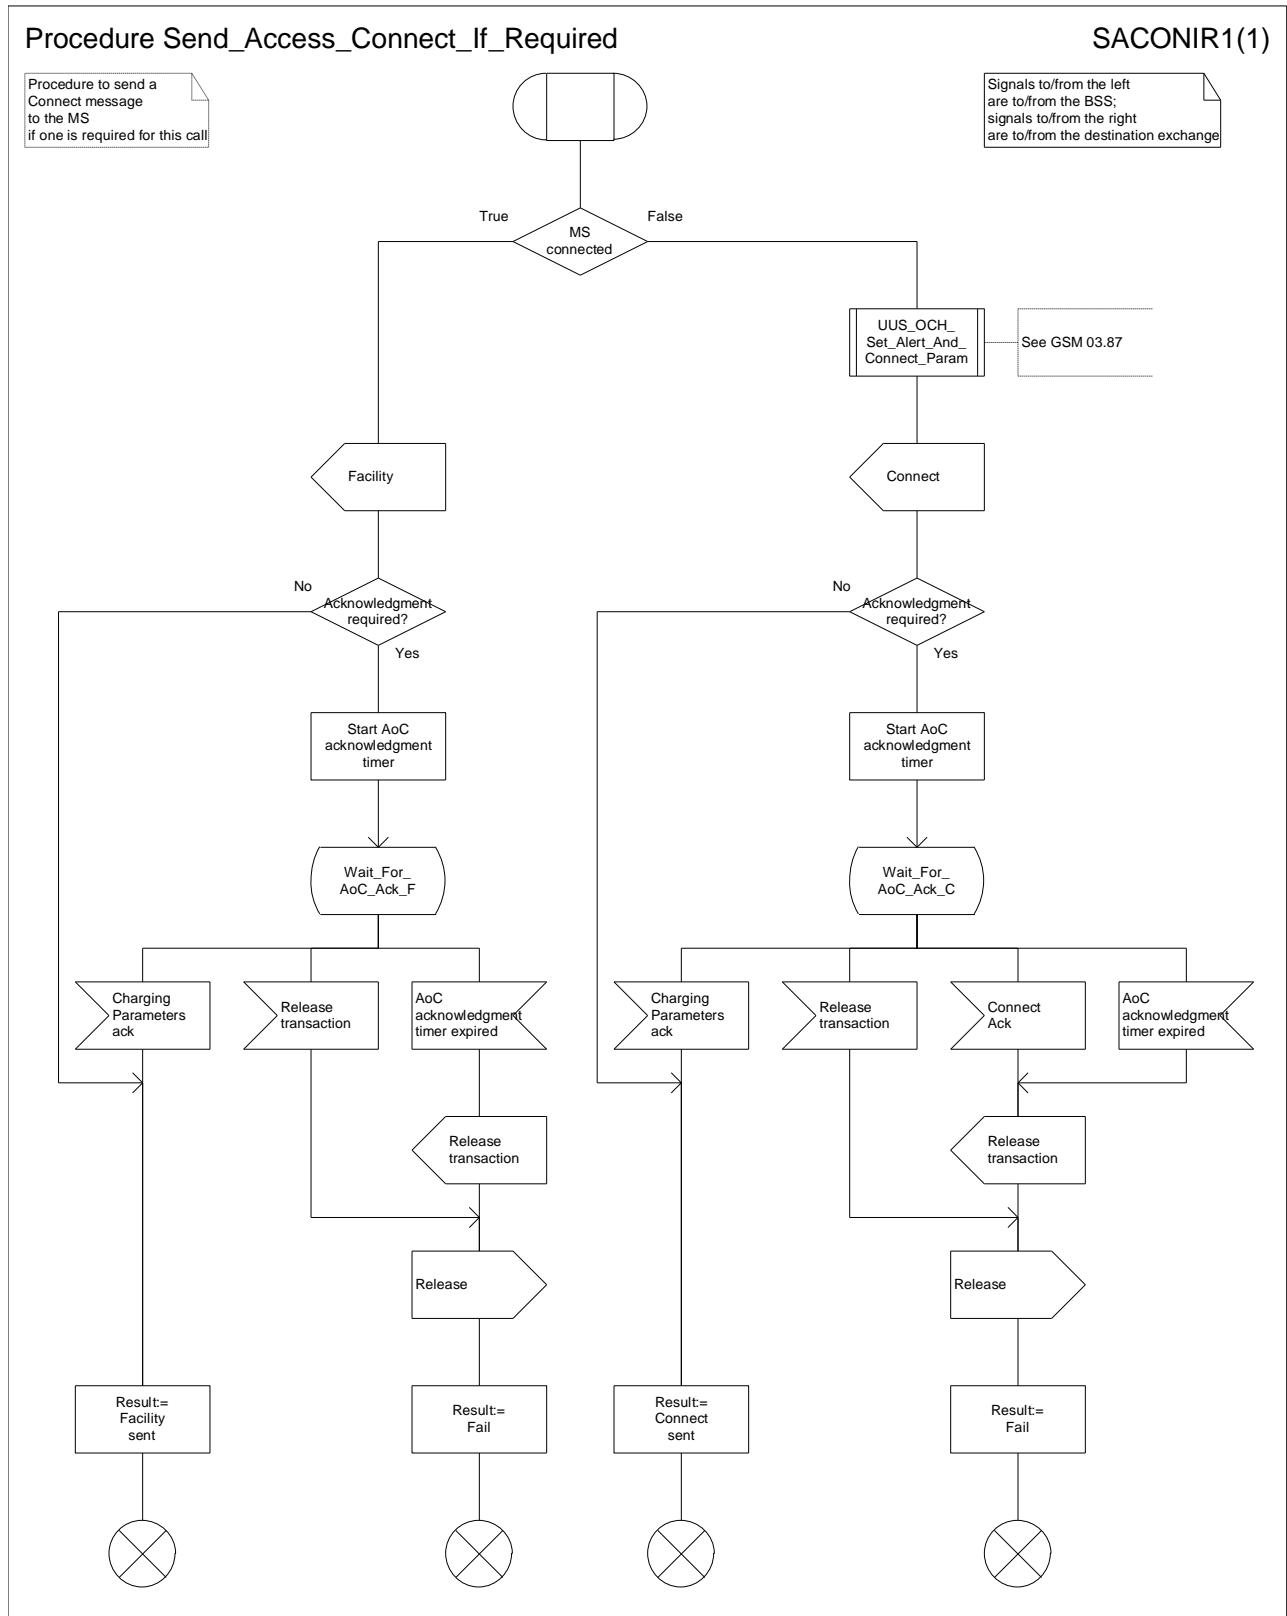 Procedure Send_Access_Connect_If_Required
SACONIR1(1)
Procedure to send a
Connect message
to the MS
if one is required for this call
Signals to/from the left
are to/from the BSS;
signals to/from the right
are to/from the destination exchange
True
False
MS
connected
UUS_OCH_
Set_Alert_And_
Connect_Param
See GSM 03.87
Facility
Connect
No
Acknowledgment
required?
Yes
No
Acknowledgment
required?
Yes
Start AoC
acknowledgment
timer
Start AoC
acknowledgment
timer
Wait_For_
AoC_Ack_F
Wait_For_
AoC_Ack_C
Charging
Parameters
ack
Release
transaction
AoC
acknowledgment
timer expired
Charging
Parameters
ack
Release
transaction
Connect
Ack
AoC
acknowledgment
timer expired
Release
transaction
Release
transaction
Release
Release
Result:=
Facility
sent
Result:=
Fail
Result:=
Connect
sent
Result:=
Fail